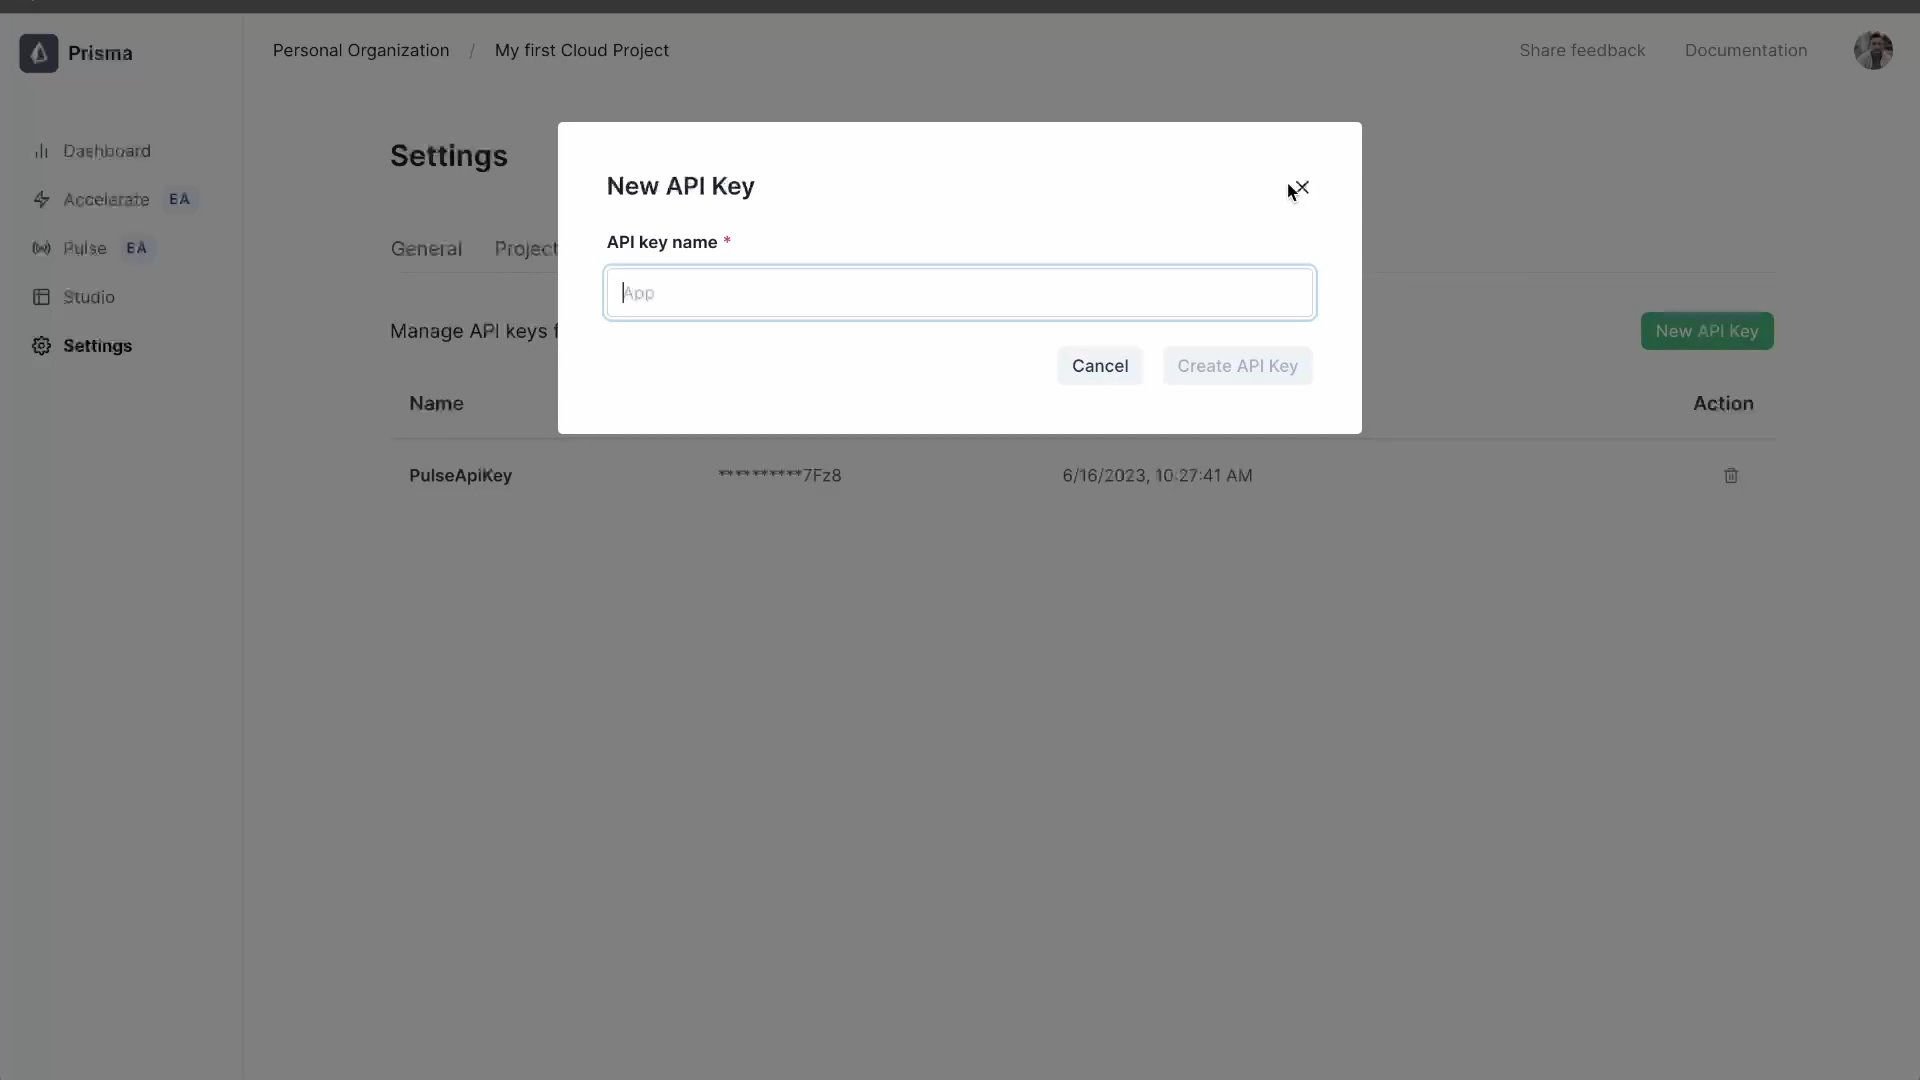 Prisma
Personal Organization / My first Cloud Project
Share feedback
Documentation
Dashboard
Accelerate EA
Pulse EA
Studio
Settings
Settings
General
Project
Manage API keys f
New API Key
Name
Action
PulseApiKey
**********7Fz8
6/16/2023, 10:27:41 AM
New API Key
API key name *
App
Cancel
Create API Key